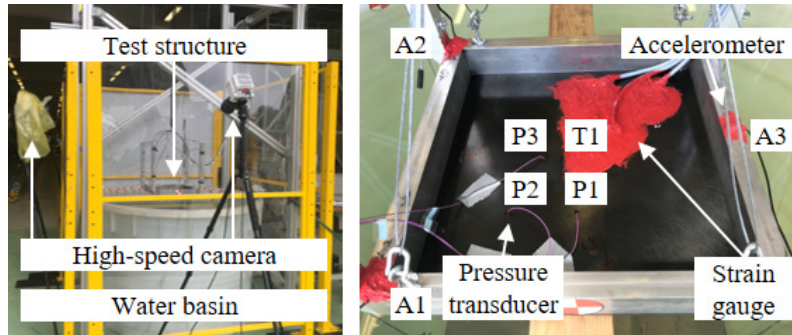 Test structure
High-speed camera
Water basin
A2
Accelerometer
P3
T1
A3
P2
P1
A1
Pressure
transducer
Strain
gauge